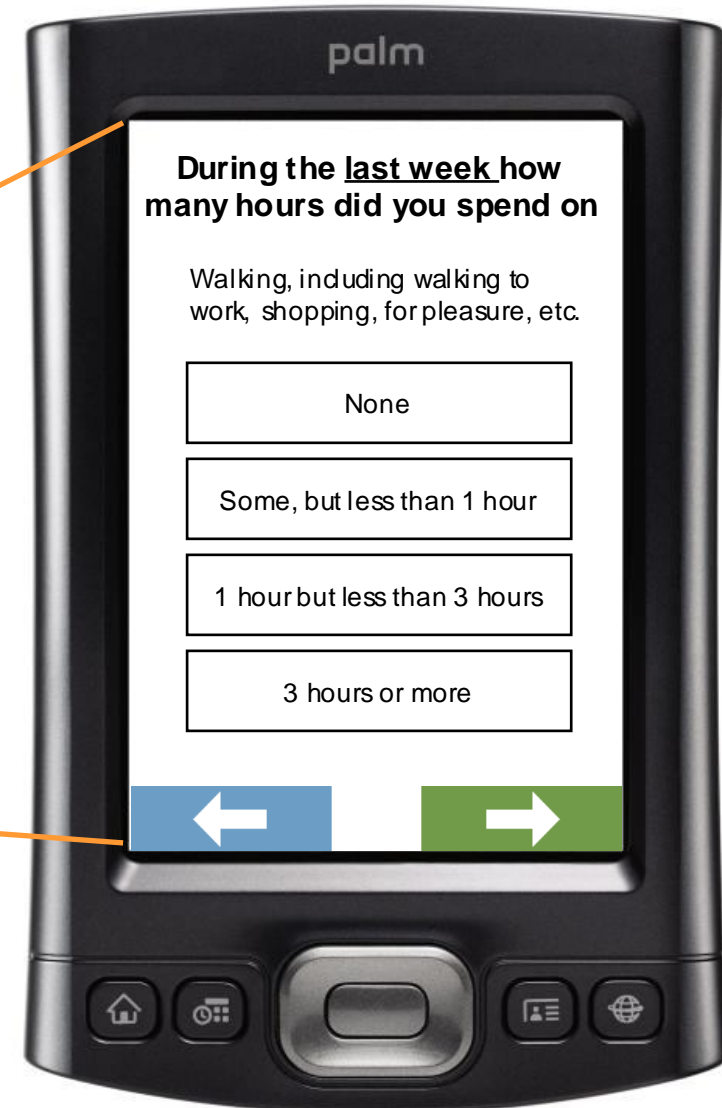 palm
During the last week how
many hours did you spend on
Walking, including walking to
work, shopping, for pleasure, etc.
None
Some, but less than 1 hour
1 hour but less than 3 hours
3 hours or more